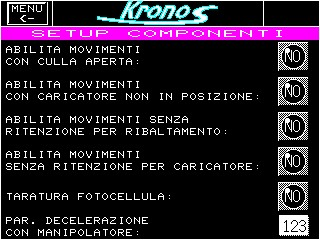 MENU
<-
Kronos
SETUP COMPONENTI
ABILITA MOVIMENTI
CON CULLA APERTA:
NO
ABILITA MOVIMENTI
CON CARICATORE NON IN POSIZIONE:
NO
ABILITA MOVIMENTI SENZA
RITENZIONE PER RIBALTAMENTO:
NO
ABILITA MOVIMENTI
SENZA RITENZIONE PER CARICATORE:
NO
TARATURA FOTOCELLULA:
NO
PAR. DECELERAZIONE
CON MANIPOLATORE:
123